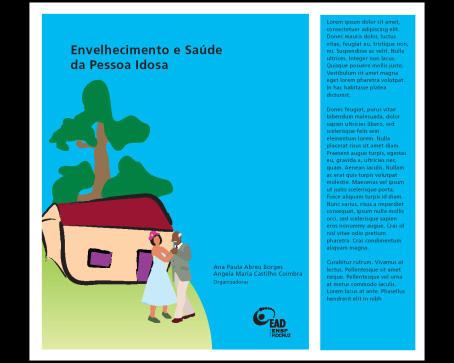 Envelhecimento e Saúde
da Pessoa Idosa
Ana Paula Abreu Borges
Angela Maria Castilho Coimbra
Organizadoras
EAD
ENSP
FIOCRUZ
Lorem ipsum dolor sit amet,
consectetuer adipiscing elit.
Donec mauris dolor, luctus
vitae, feugiat eu, tristique non,
mi. Suspendisse ac velit. Nulla
ultrices. Integer non lacus.
Quisque posuere mollis justo.
Vestibulum sit amet magna
eget lorem pharetra volutpat.
In hac habitasse platea
dictumst.
Donec feugiat, purus vitae
bibendum malesuada, dolor
sapien ultricies libero, sed
scelerisque felis sem
elementum lorem. Nulla
placerat risus sit amet diam.
Praesent augue turpis, egestas
eu, gravida a, ultricies nec,
quam. Aenean iaculis. Nullam
ac erat quis turpis volutpat
molestie. Maecenas vel ipsum
ut justo scelerisque porta.
Fusce aliquam turpis id diam.
Nunc varius, risus a imperdiet
consequat, ipsum nulla mollis
orci, sed scelerisque sapien
eros nonummy augue. Cras id
nisl vitae odio pretium
pharetra. Cras condimentum
aliquam magna.
Curabitur rutrum. Vivamus at
lectus. Pellentesque sit amet
neque. Pellentesque vel urna
at metus commodo iaculis.
Lorem lacus at ante. Phasellus
hendrerit elit in nibh